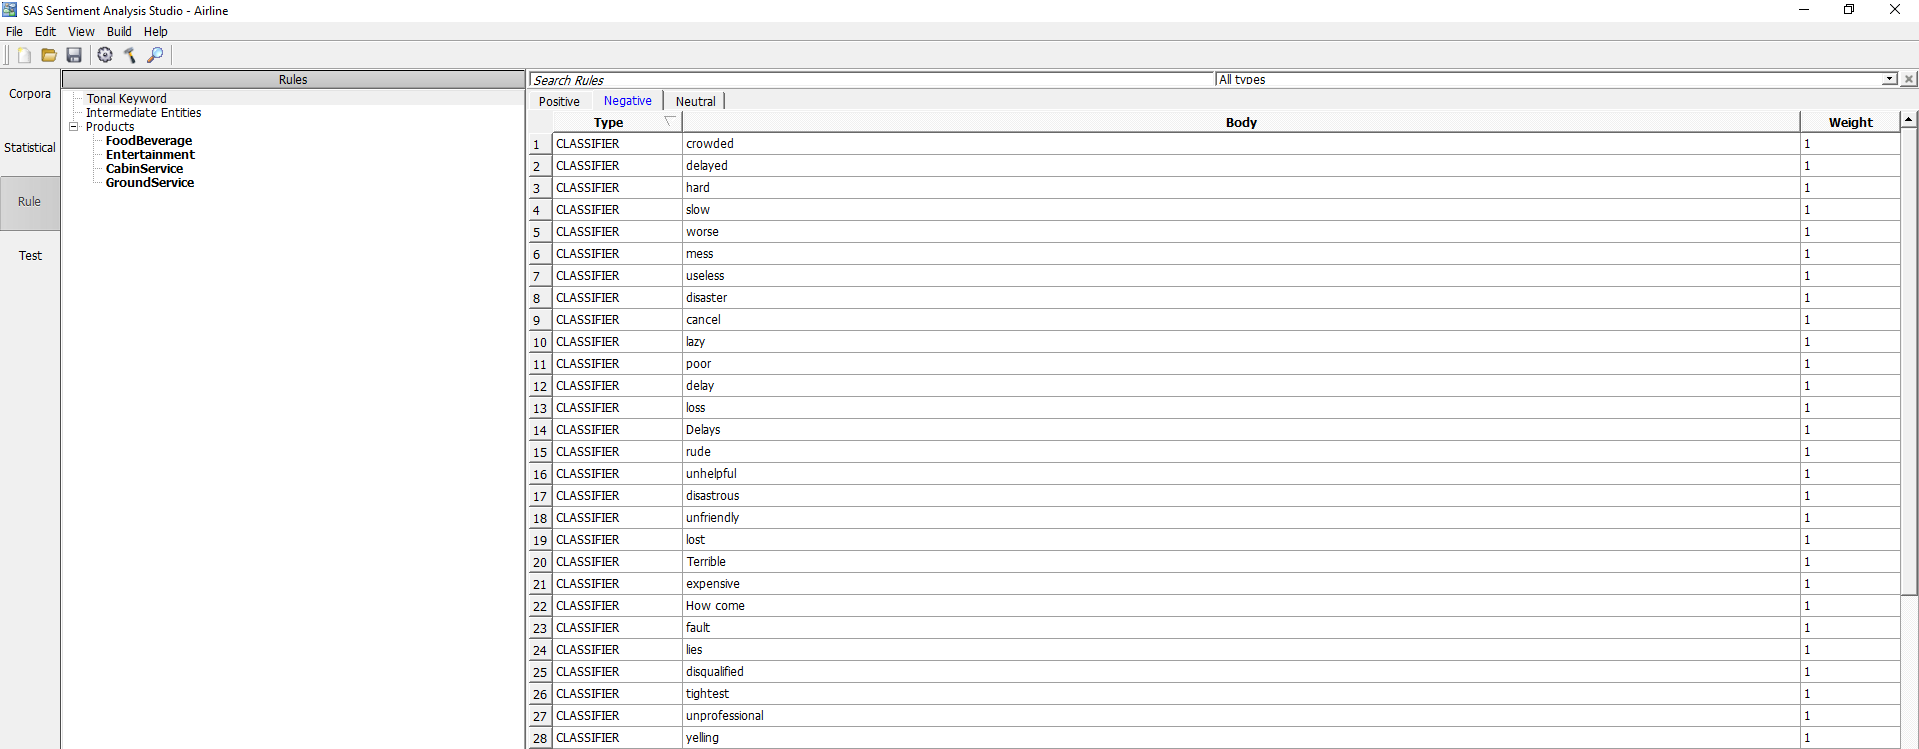 SAS Sentiment Analysis Studio - Airline
File Edit View Build Help
Corpora
Statistical
Rule
Test
Rules
Tonal Keyword
Intermediate Entities
Products
FoodBeverage
Entertainment
CabinService
GroundService
Search Rules All types
Positive Negative Neutral
Type Body Weight
1 CLASSIFIER crowded 1
2 CLASSIFIER delayed 1
3 CLASSIFIER hard 1
4 CLASSIFIER slow 1
5 CLASSIFIER worse 1
6 CLASSIFIER mess 1
7 CLASSIFIER useless 1
8 CLASSIFIER disaster 1
9 CLASSIFIER cancel 1
10 CLASSIFIER lazy 1
11 CLASSIFIER poor 1
12 CLASSIFIER delay 1
13 CLASSIFIER loss 1
14 CLASSIFIER Delays 1
15 CLASSIFIER rude 1
16 CLASSIFIER unhelpful 1
17 CLASSIFIER disastrous 1
18 CLASSIFIER unfriendly 1
19 CLASSIFIER lost 1
20 CLASSIFIER Terrible 1
21 CLASSIFIER expensive 1
22 CLASSIFIER How come 1
23 CLASSIFIER fault 1
24 CLASSIFIER lies 1
25 CLASSIFIER disqualified 1
26 CLASSIFIER tightest 1
27 CLASSIFIER unprofessional 1
28 CLASSIFIER yelling 1